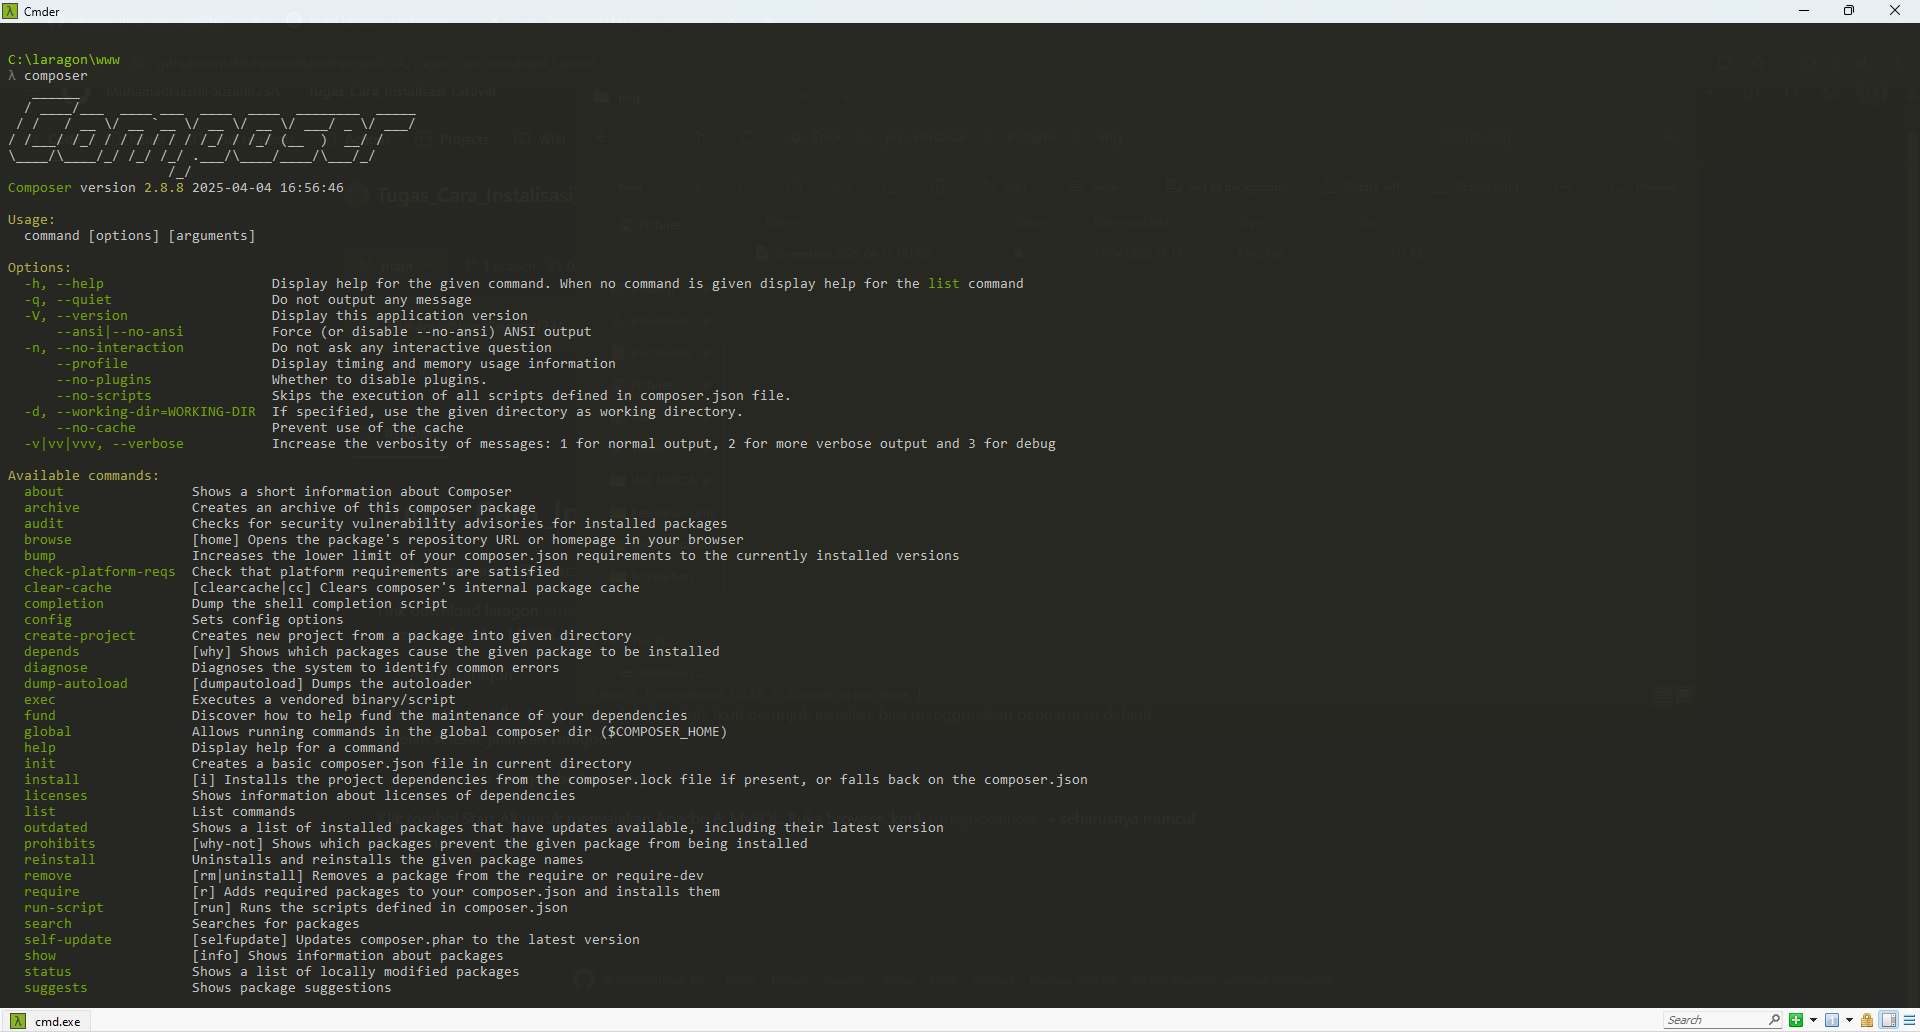 Cmder
C:\laragon\www
λ composer
Composer
Composer version 2.8.8 2025-04-04 16:56:46
Usage:
command [options] [arguments]
Options:
-h, --help Display help for the given command. When no command is given display help for the list command
-q, --quiet Do not output any message
-V, --version Display this application version
--ansi|--no-ansi Force (or disable --no-ansi) ANSI output
-n, --no-interaction Do not ask any interactive question
--profile Display timing and memory usage information
--no-plugins Whether to disable plugins.
--no-scripts Skips the execution of all scripts defined in composer.json file.
-d, --working-dir=WORKING-DIR If specified, use the given directory as working directory.
--no-cache Prevent use of the cache
-v|vv|vvv, --verbose Increase the verbosity of messages: 1 for normal output, 2 for more verbose output and 3 for debug
Available commands:
about Shows a short information about Composer
archive Creates an archive of this composer package
audit Checks for security vulnerability advisories for installed packages
browse [home] Opens the package's repository URL or homepage in your browser
bump Increases the lower limit of your composer.json requirements to the currently installed versions
check-platform-reqs Check that platform requirements are satisfied
clear-cache [clearcache|cc] Clears composer's internal package cache
completion Dump the shell completion script
config Sets config options
create-project Creates new project from a package into given directory
depends [why] Shows which packages cause the given package to be installed
diagnose Diagnoses the system to identify common errors
dump-autoload [dumpautoload] Dumps the autoloader
exec Executes a vendored binary/script
fund Discover how to help fund the maintenance of your dependencies
global Allows running commands in the global composer dir ($COMPOSER_HOME)
help Display help for a command
init Creates a basic composer.json file in current directory
install [i] Installs the project dependencies from the composer.lock file if present, or falls back on the composer.json
licenses Shows information about licenses of dependencies
list List commands
outdated Shows a list of installed packages that have updates available, including their latest version
prohibits [why-not] Shows which packages prevent the given package from being installed
reinstall Uninstalls and reinstalls the given package names
remove [rm|uninstall] Removes a package from the require or require-dev
require [r] Adds required packages to your composer.json and installs them
run-script [run] Runs the scripts defined in composer.json
search Searches for packages
self-update [selfupdate] Updates composer.phar to the latest version
show [info] Shows information about packages
status Shows a list of locally modified packages
suggests Shows package suggestions
cmd.exe
Search